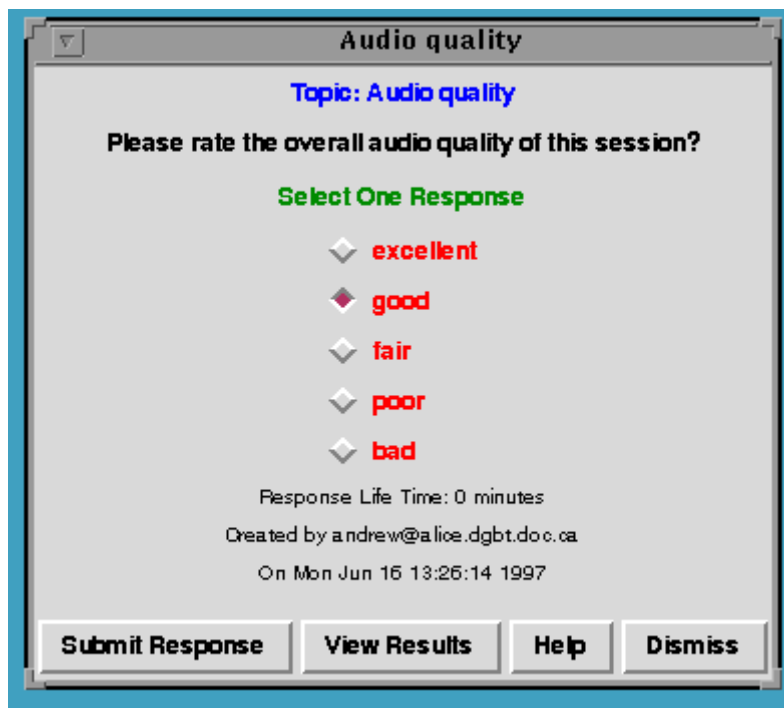 Audio quality
Topic: Audio quality
Please rate the overall audio quality of this session?
Select One Response
excellent
good
fair
poor
bad
Response Life Time: 0 minutes
Created by andrew@alice.dgbt.doc.ca
On Mon Jun 16 13:26:14 1997
Submit Response View Results Help Dismiss